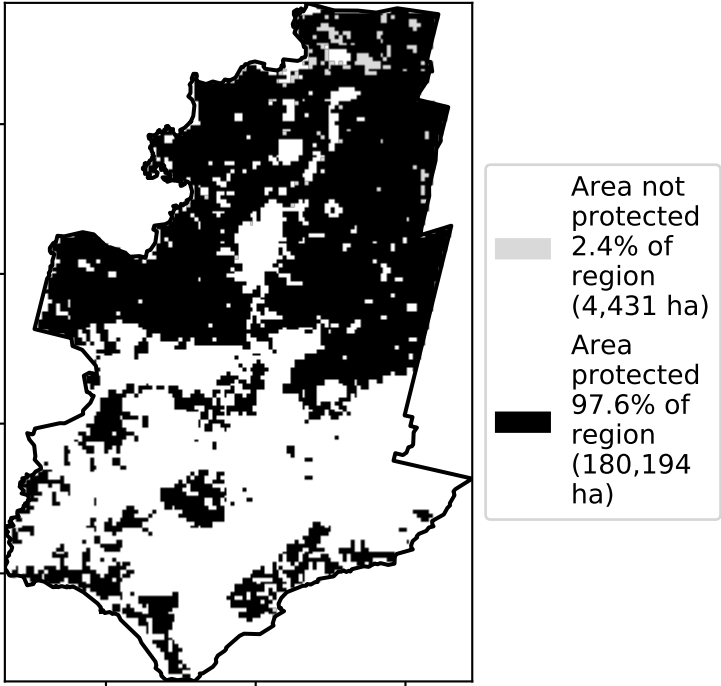 Area not
protected
2.4% of
region
(4,431 ha)
Area
protected
97.6% of
region
(180,194
ha)